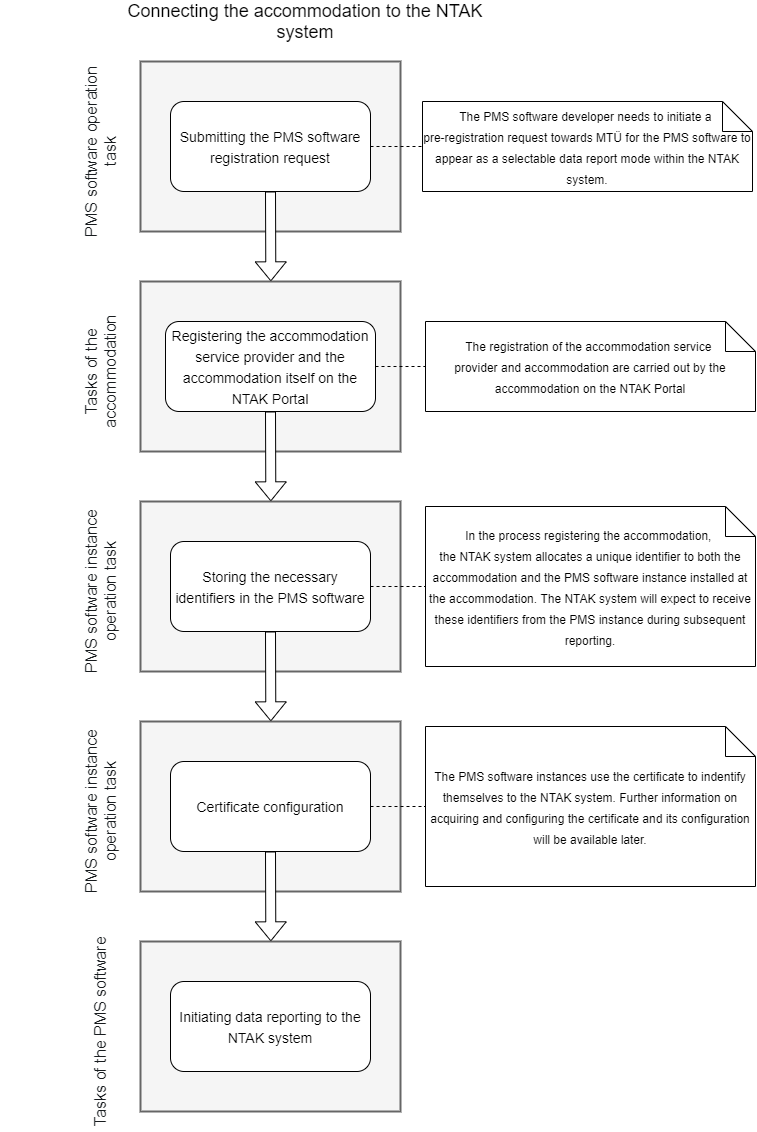 Connecting the accommodation to the NTAK
system
PMS software operation
task
Submitting the PMS software
registration request
The PMS software developer needs to initiate a
pre-registration request towards MTÜ for the PMS software to
appear as a selectable data report mode within the NTAK
system.
Tasks of the
accommodation
Registering the accommodation
service provider and the
accommodation itself on the
NTAK Portal
The registration of the accommodation service
provider and accommodation are carried out by the
accommodation on the NTAK Portal
PMS software instance
operation task
Storing the necessary
identifiers in the PMS software
In the process registering the accommodation,
the NTAK system allocates a unique identifier to both the
accommodation and the PMS software instance installed at
the accommodation. The NTAK system will expect to receive
these identifiers from the PMS instance during subsequent
reporting.
PMS software instance
operation task
Certificate configuration
The PMS software instances use the certificate to indentify
themselves to the NTAK system. Further information on
acquiring and configuring the certificate and its configuration
will be available later.
Tasks of the PMS software
Initiating data reporting to the
NTAK system